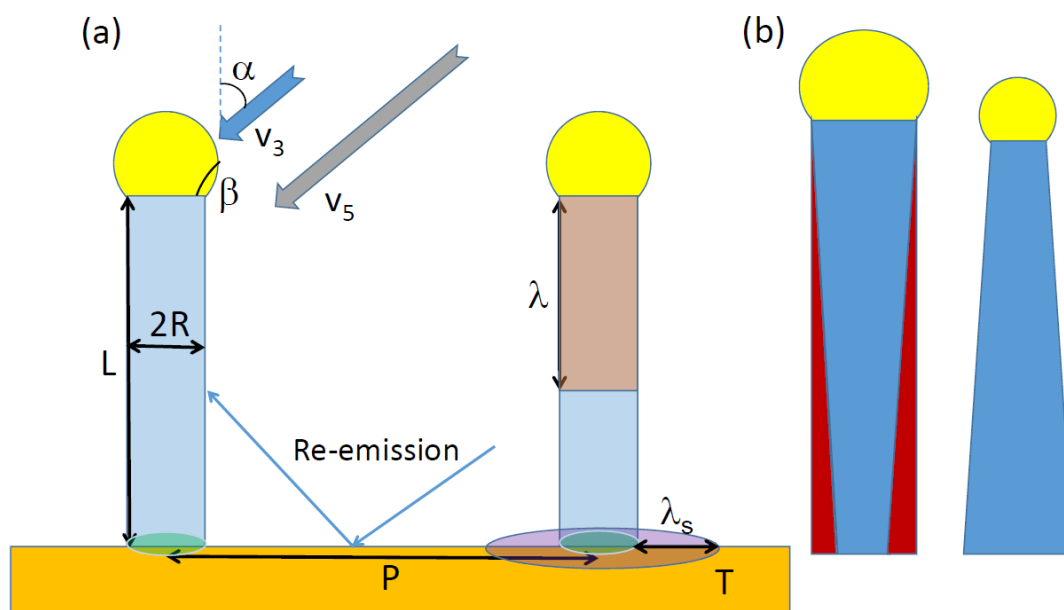 (a)
α
v₃
β
v₅
2R
L
λ
Re-emission
λₛ
P
T
(b)